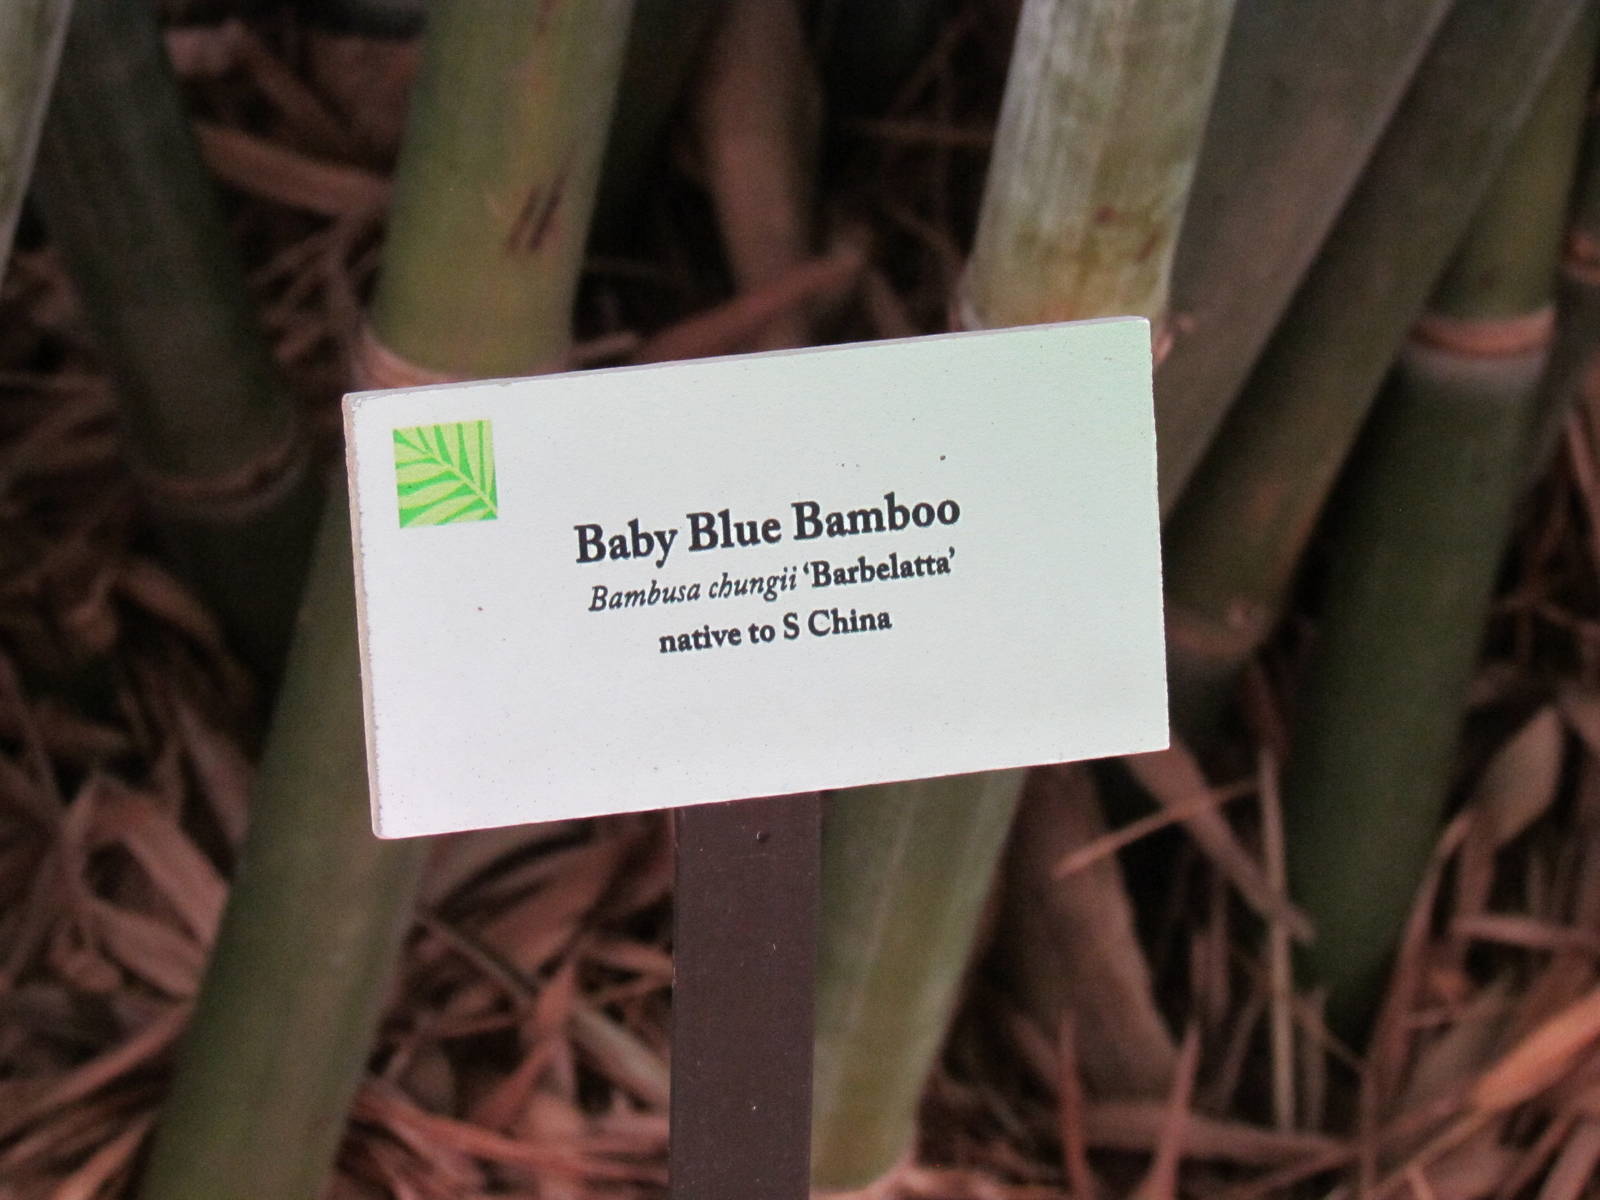 Baby Blue Bamboo
Bambusa chungii ‘Barbelatta’
native to S China